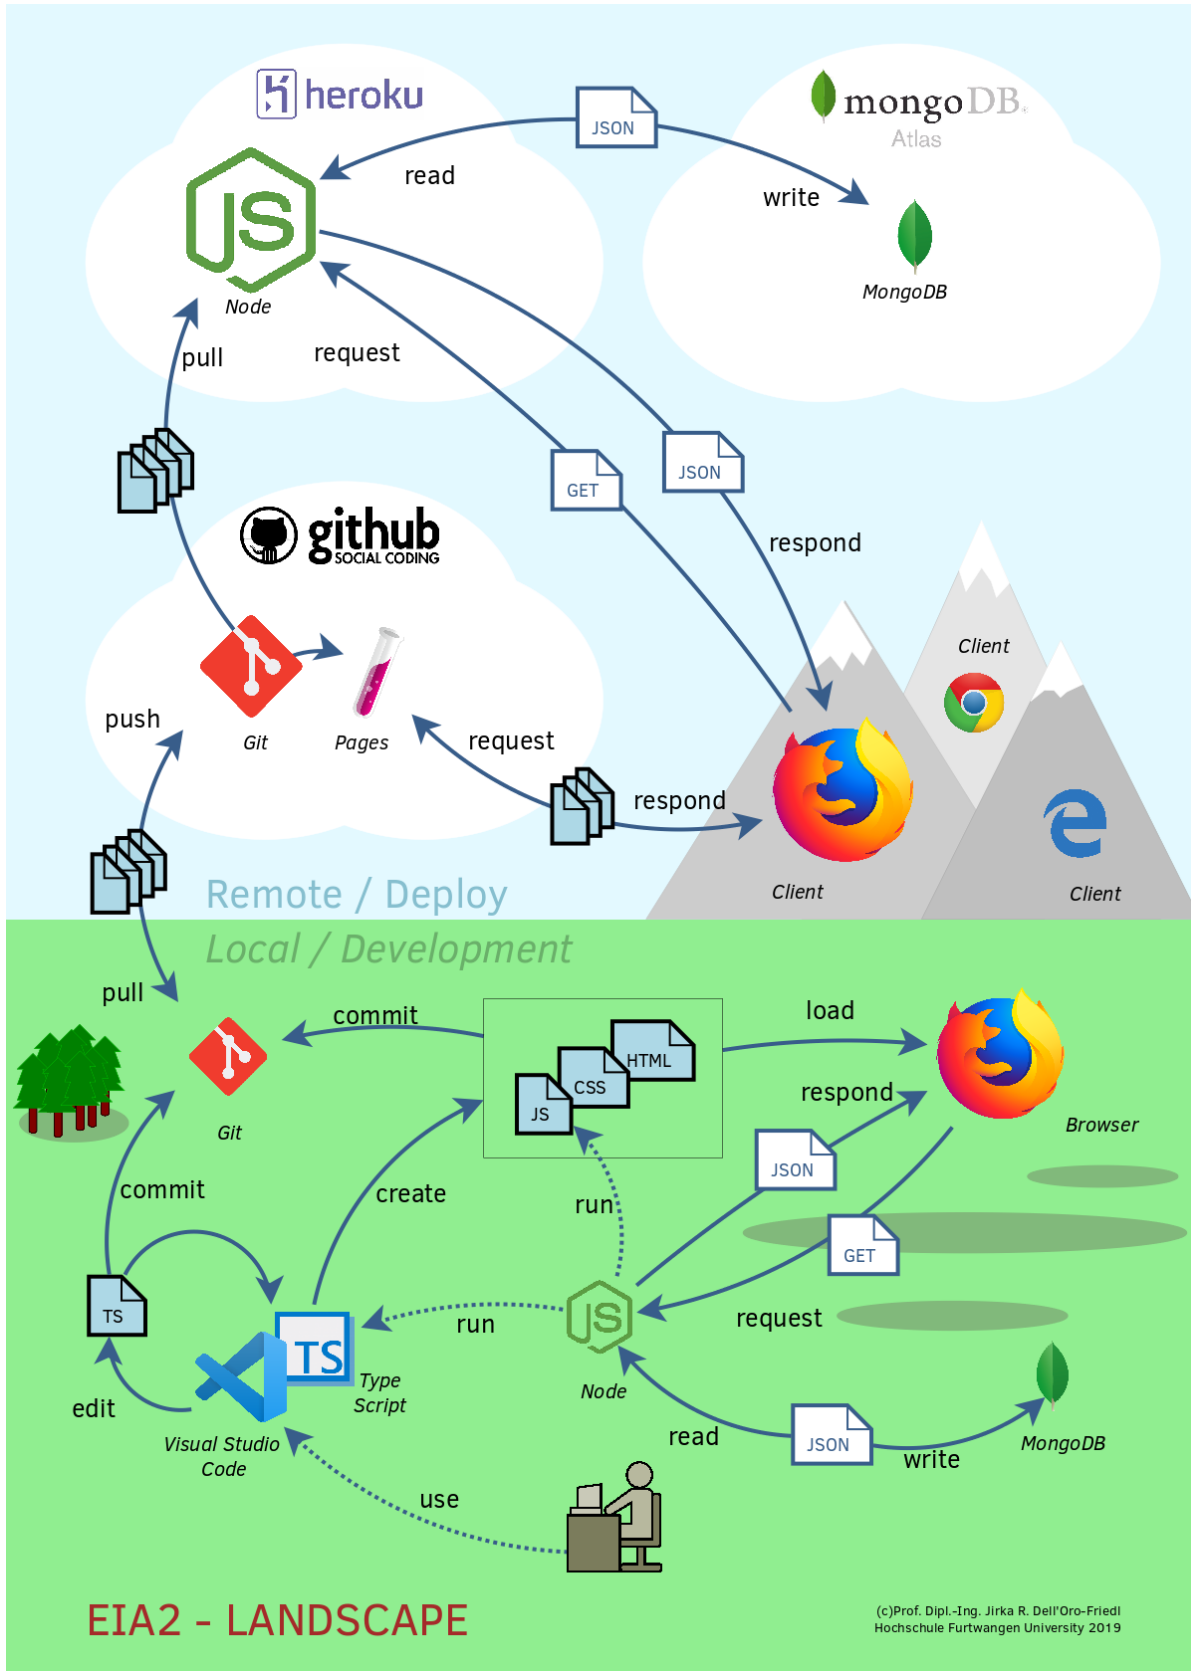 heroku
mongoDB®
Atlas
JSON
read
write
JS
Node
MongoDB
pull
request
GET
JSON
respond
github
SOCIAL CODING
Client
push
Git
Pages
request
respond
Client
Client
Remote / Deploy
Local / Development
pull
commit
load
HTML
CSS
JS
respond
Git
Browser
JSON
commit
create
run
GET
TS
run
request
JS
TS
Type
Script
Node
edit
read
JSON
write
MongoDB
Visual Studio
Code
use
EIA2 - LANDSCAPE
(c)Prof. Dipl.-Ing. Jirka R. Dell'Oro-Friedl
Hochschule Furtwangen University 2019